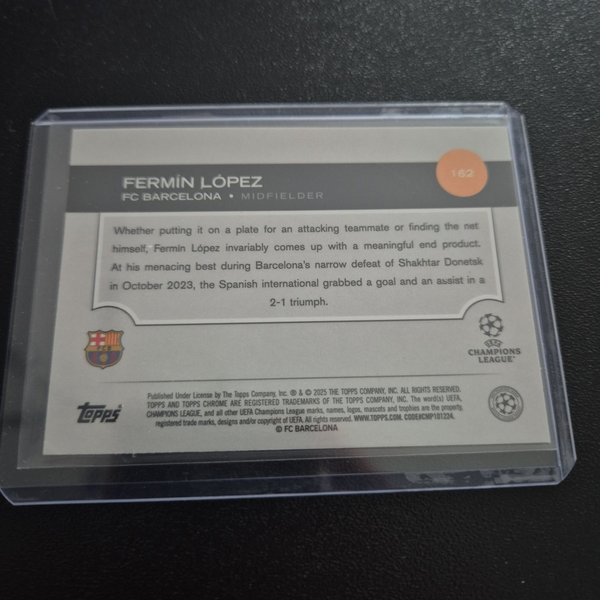 162
FERMÍN LÓPEZ
FC BARCELONA • MIDFIELDER
Whether putting it on a plate for an attacking teammate or finding the net
himself, Fermín López invariably comes up with a meaningful end product.
At his menacing best during Barcelona's narrow defeat of Shakhtar Donetsk
in October 2023, the Spanish international grabbed a goal and an assist in a
2-1 triumph.
FCB
UEFA
CHAMPIONS
LEAGUE
topps
Published Under License by The Topps Company, Inc. ® & © 2025 THE TOPPS COMPANY, INC. ALL RIGHTS RESERVED.
TOPPS AND TOPPS CHROME ARE REGISTERED TRADEMARKS OF THE TOPPS COMPANY, INC. The word(s) UEFA,
CHAMPIONS LEAGUE, and all other UEFA Champions League marks, names, logos, mascots and trophies are the property,
registered trade marks, designs and/or copyright of UEFA. All rights reserved. WWW.TOPPS.COM. CODE#CMP101224.
© FC BARCELONA